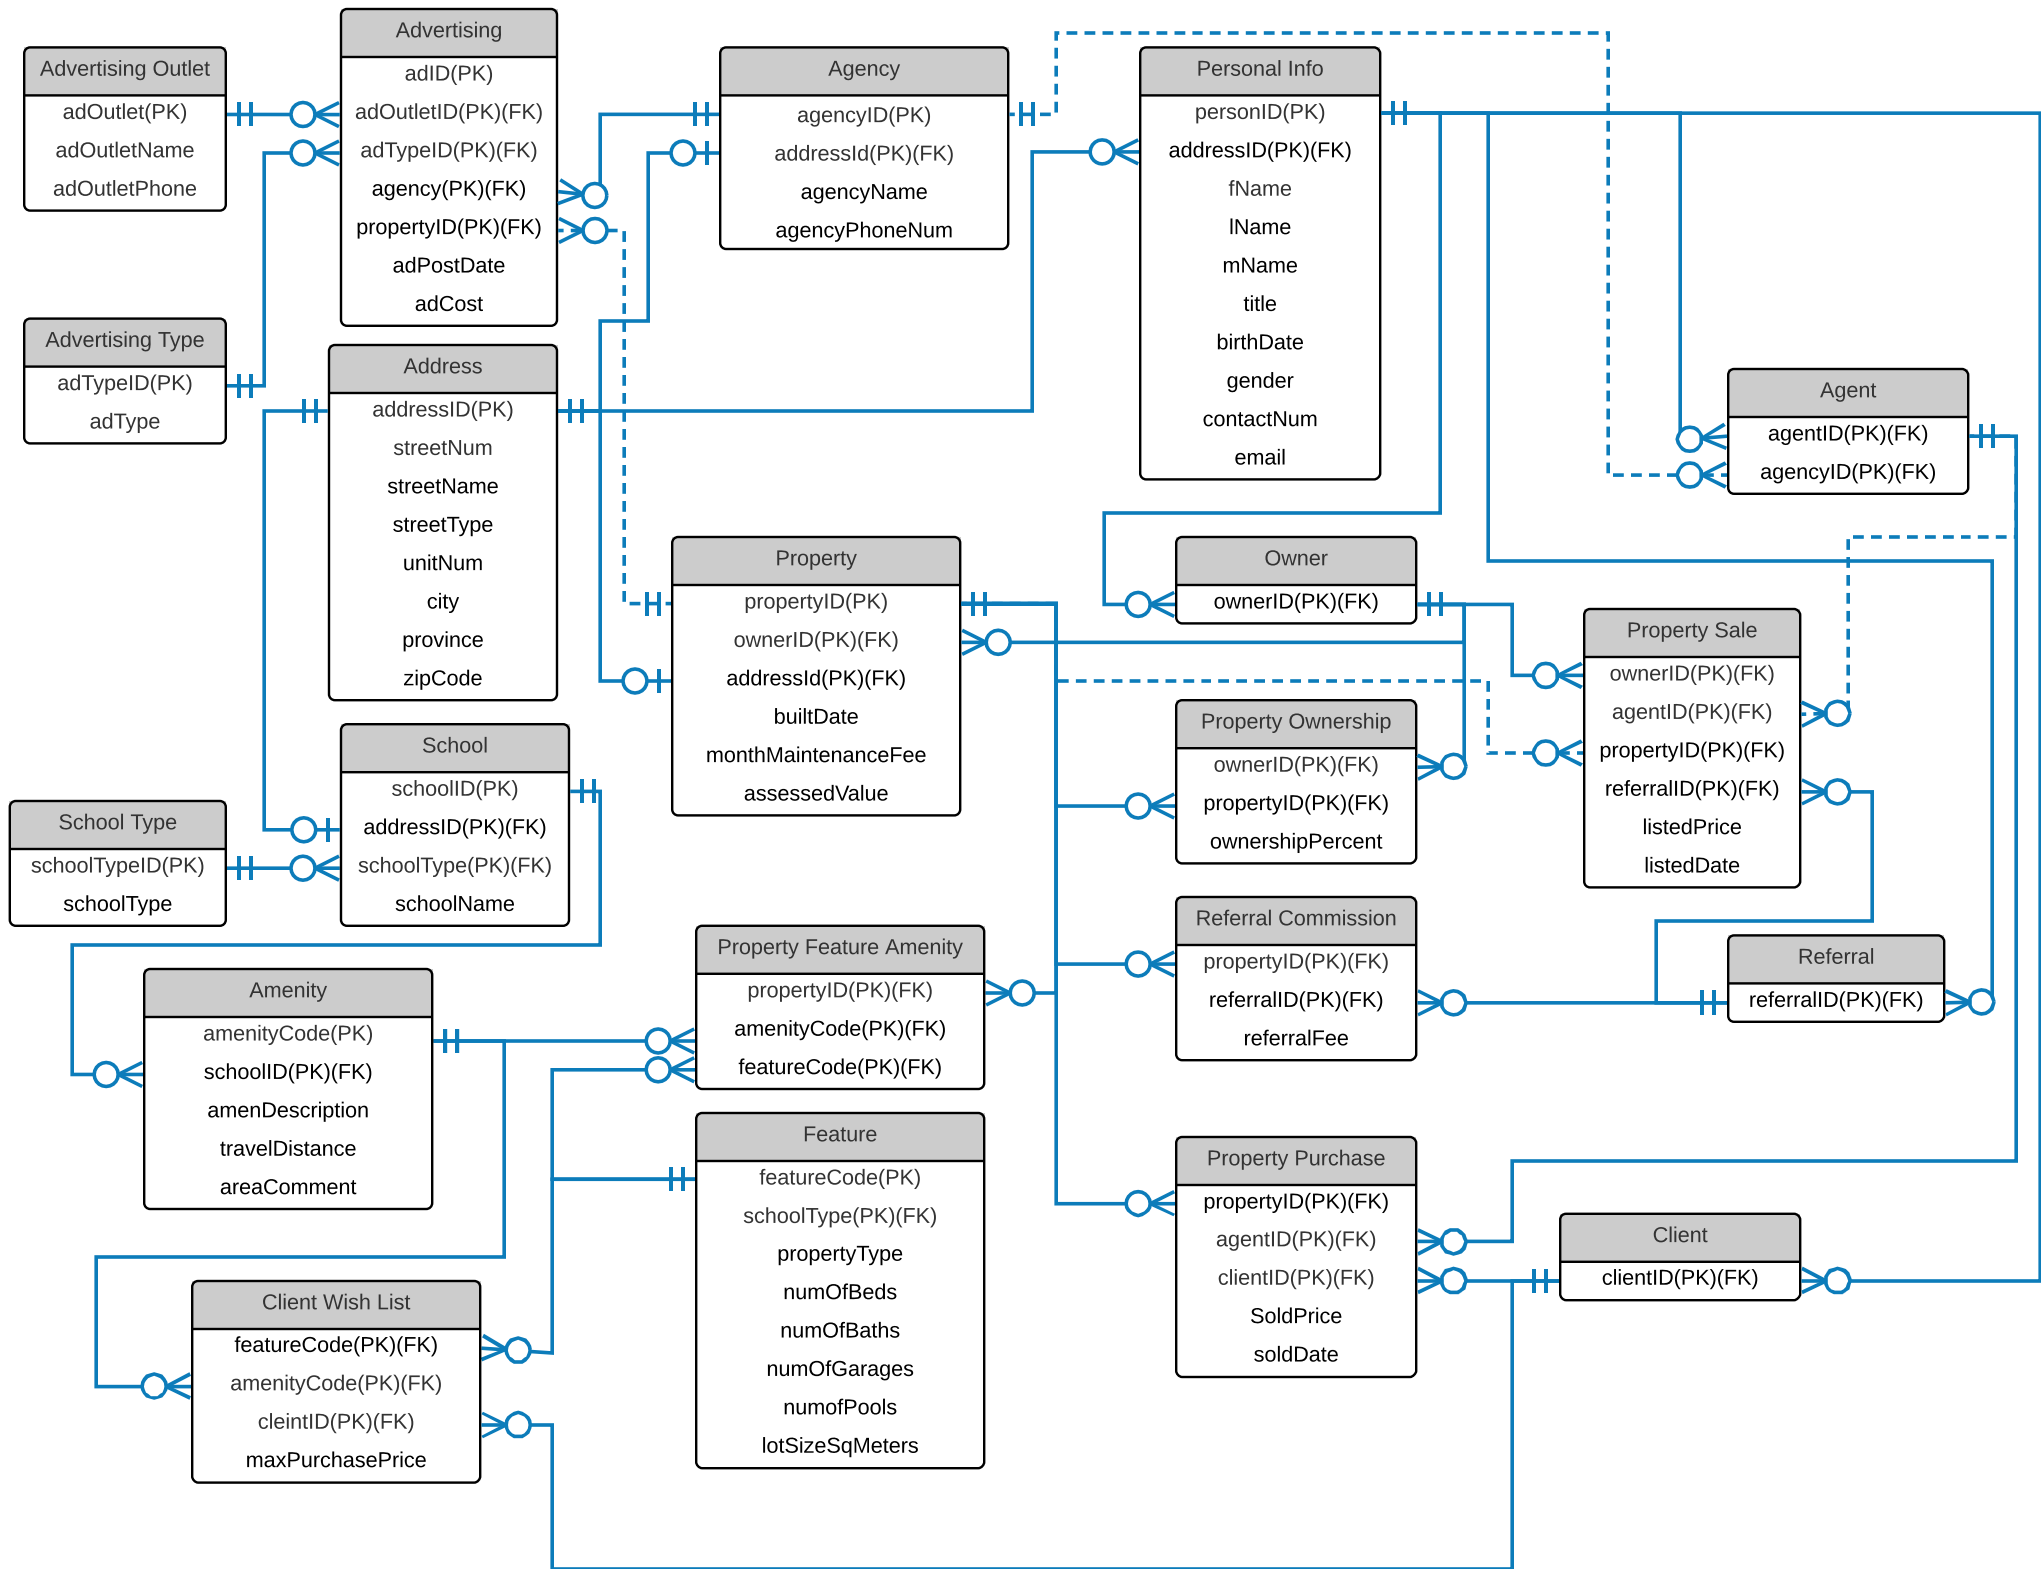 Advertising Outlet
adOutlet(PK)
adOutletName
adOutletPhone
Advertising
adID(PK)
adOutletID(PK)(FK)
adTypeID(PK)(FK)
agency(PK)(FK)
propertyID(PK)(FK)
adPostDate
adCost
Agency
agencyID(PK)
addressId(PK)(FK)
agencyName
agencyPhoneNum
Personal Info
personID(PK)
addressID(PK)(FK)
fName
lName
mName
title
birthDate
gender
contactNum
email
Advertising Type
adTypeID(PK)
adType
Address
addressID(PK)
streetNum
streetName
streetType
unitNum
city
province
zipCode
Agent
agentID(PK)(FK)
agencyID(PK)(FK)
Property
propertyID(PK)
ownerID(PK)(FK)
addressId(PK)(FK)
builtDate
monthMaintenanceFee
assessedValue
Owner
ownerID(PK)(FK)
Property Sale
ownerID(PK)(FK)
agentID(PK)(FK)
propertyID(PK)(FK)
referralID(PK)(FK)
listedPrice
listedDate
Property Ownership
ownerID(PK)(FK)
propertyID(PK)(FK)
ownershipPercent
School
schoolID(PK)
addressID(PK)(FK)
schoolType(PK)(FK)
schoolName
School Type
schoolTypeID(PK)
schoolType
Referral Commission
propertyID(PK)(FK)
referralID(PK)(FK)
referralFee
Referral
referralID(PK)(FK)
Property Feature Amenity
propertyID(PK)(FK)
amenityCode(PK)(FK)
featureCode(PK)(FK)
Amenity
amenityCode(PK)
schoolID(PK)(FK)
amenDescription
travelDistance
areaComment
Feature
featureCode(PK)
schoolType(PK)(FK)
propertyType
numOfBeds
numOfBaths
numOfGarages
numofPools
lotSizeSqMeters
Property Purchase
propertyID(PK)(FK)
agentID(PK)(FK)
clientID(PK)(FK)
SoldPrice
soldDate
Client
clientID(PK)(FK)
Client Wish List
featureCode(PK)(FK)
amenityCode(PK)(FK)
cleintID(PK)(FK)
maxPurchasePrice